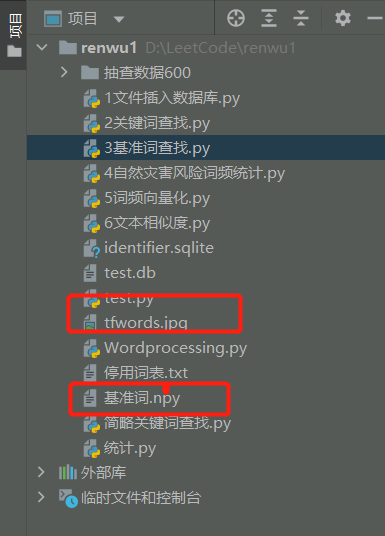 项目
项目
renwu1 D:\LeetCode\renwu1
抽查数据600
1文件插入数据库.py
2关键词查找.py
3基准词查找.py
4自然灾害风险词频统计.py
5词频向量化.py
6文本相似度.py
identifier.sqlite
test.db
test.py
tfwords.jpg
Wordprocessing.py
停用词表.txt
基准词.npy
简略关键词查找.py
统计.py
外部库
临时文件和控制台